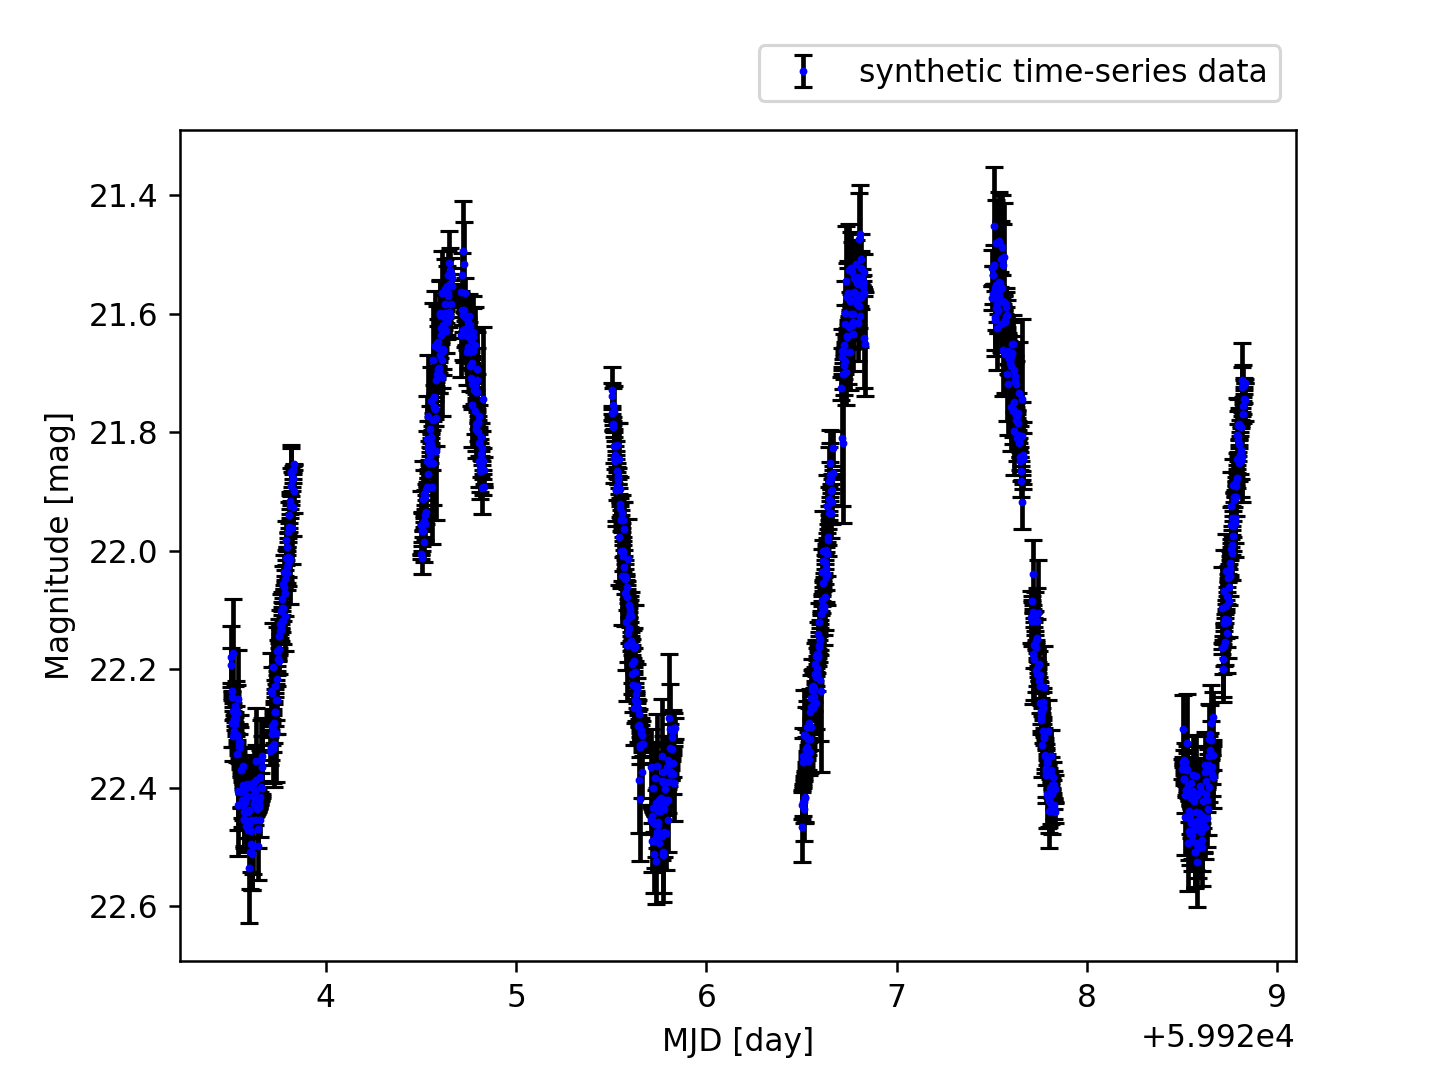 synthetic time-series data
21.4
21.6
21.8
22.0
22.2
22.4
22.6
Magnitude [mag]
4 5 6 7 8 9
MJD [day]
+5.992e4